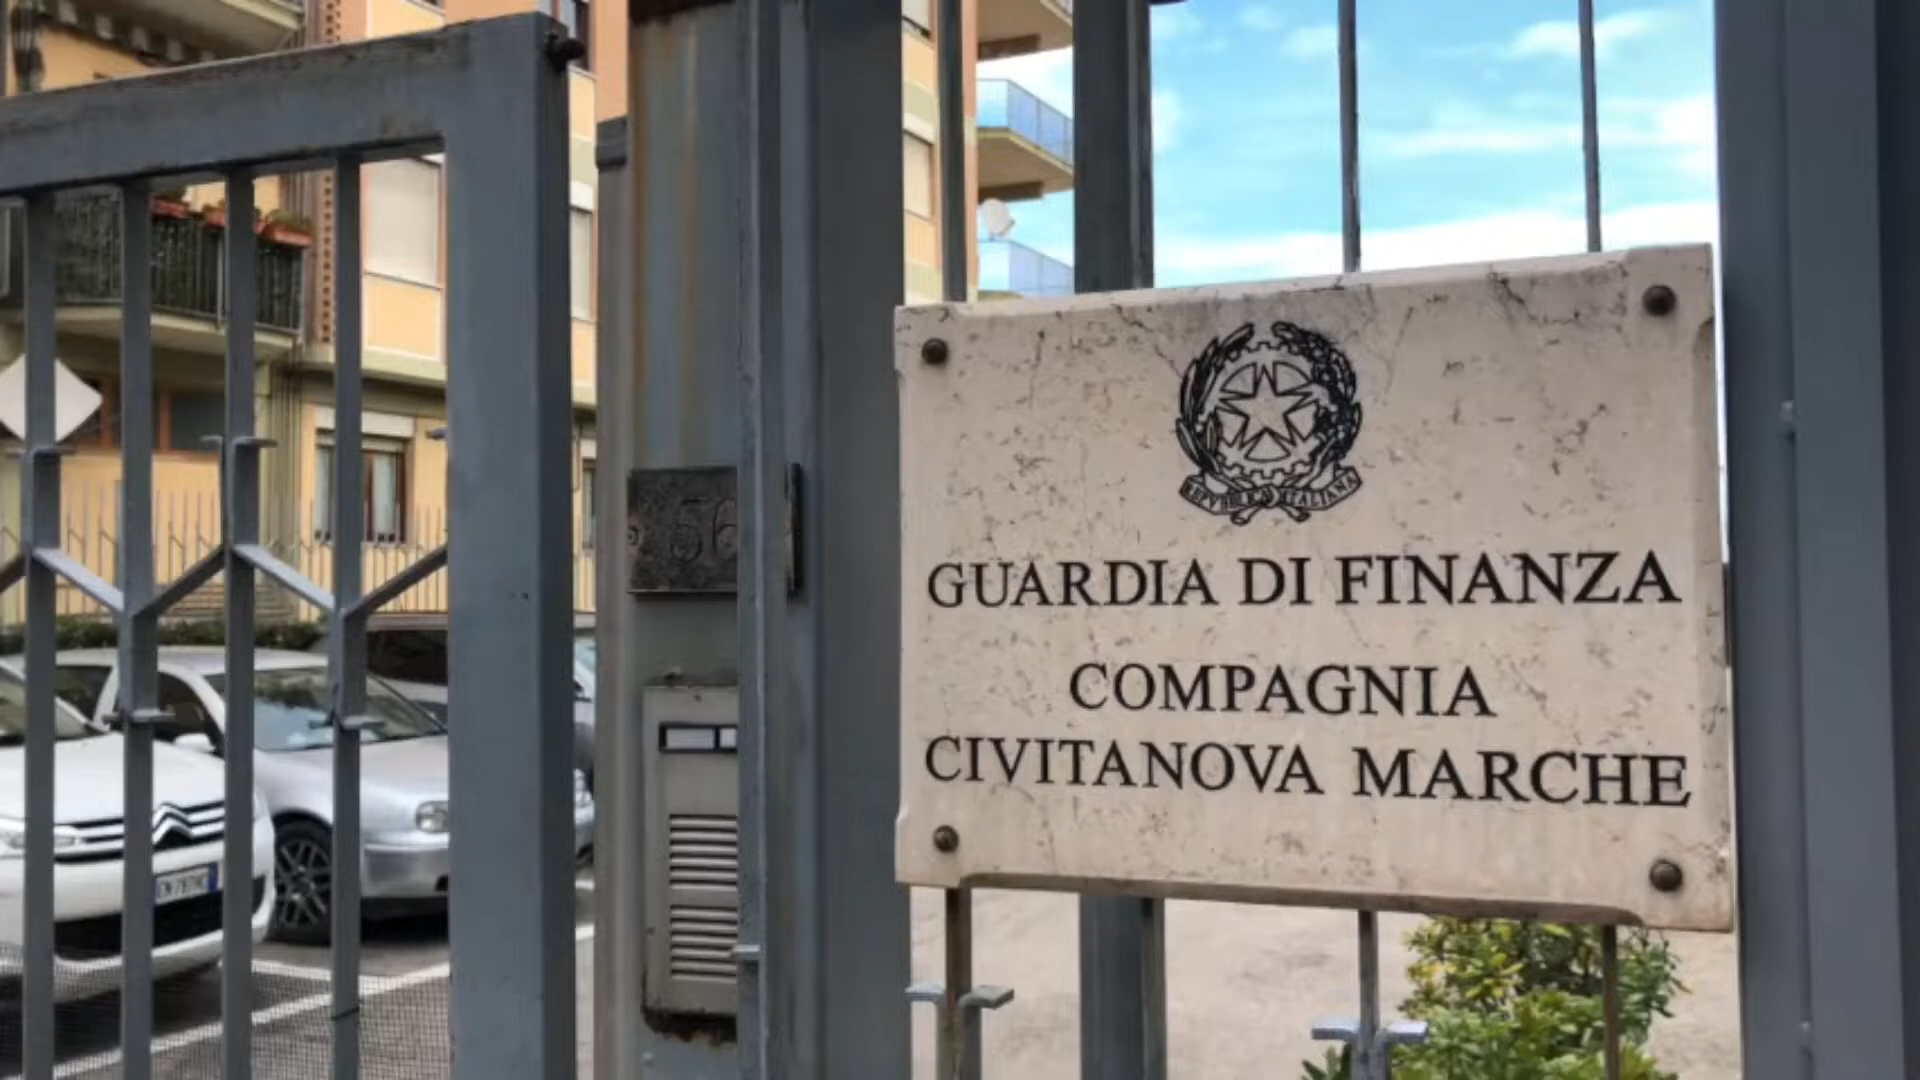 REPVBBLICA ITALIANA
GUARDIA DI FINANZA
COMPAGNIA
CIVITANOVA MARCHE
56